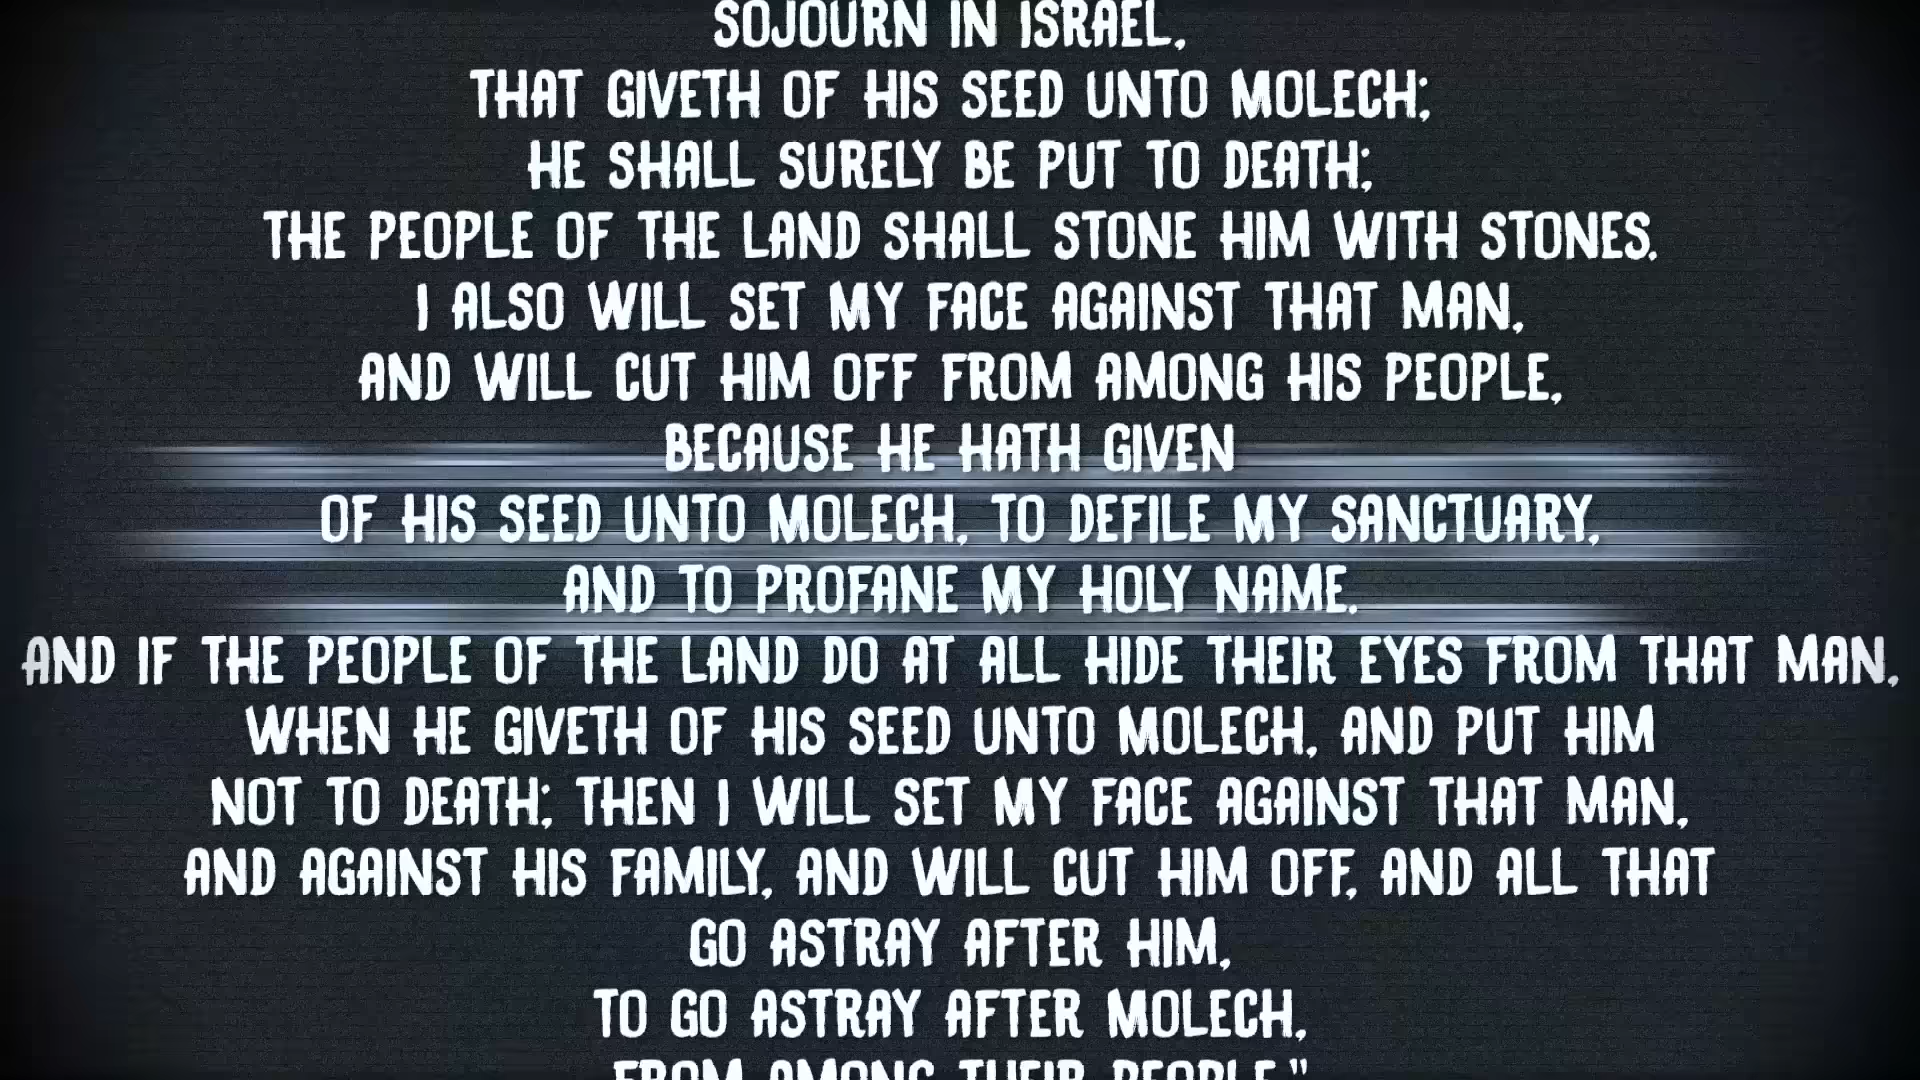 SOJOURN IN ISRAEL,
THAT GIVETH OF HIS SEED UNTO MOLECH;
HE SHALL SURELY BE PUT TO DEATH;
THE PEOPLE OF THE LAND SHALL STONE HIM WITH STONES.
I ALSO WILL SET MY FACE AGAINST THAT MAN,
AND WILL CUT HIM OFF FROM AMONG HIS PEOPLE,
BECAUSE HE HATH GIVEN
OF HIS SEED UNTO MOLECH, TO DEFILE MY SANCTUARY,
AND TO PROFANE MY HOLY NAME.
AND IF THE PEOPLE OF THE LAND DO AT ALL HIDE THEIR EYES FROM THAT MAN,
WHEN HE GIVETH OF HIS SEED UNTO MOLECH, AND PUT HIM
NOT TO DEATH; THEN I WILL SET MY FACE AGAINST THAT MAN,
AND AGAINST HIS FAMILY, AND WILL CUT HIM OFF, AND ALL THAT
GO ASTRAY AFTER HIM,
TO GO ASTRAY AFTER MOLECH,
FROM AMONG THEIR PEOPLE."